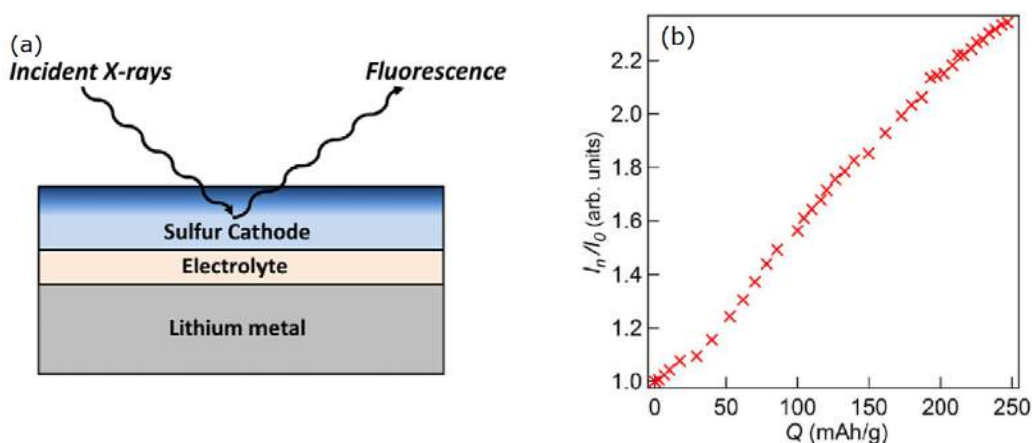 (a)
Incident X-rays
Fluorescence
Sulfur Cathode
Electrolyte
Lithium metal
(b)
2.2
2.0
1.8
1.6
1.4
1.2
1.0
Iₙ/I₀ (arb. units)
0
50
100
150
200
250
Q (mAh/g)